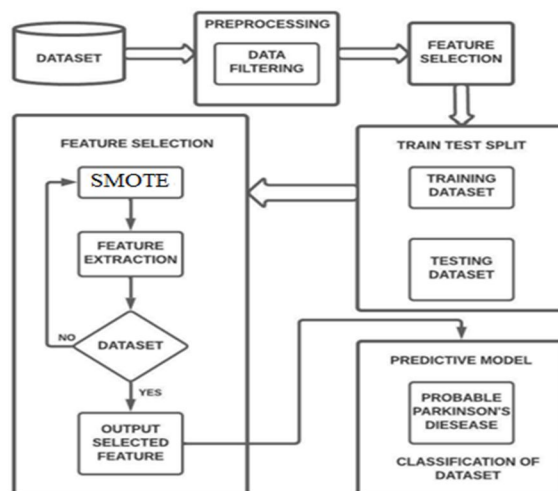 DATASET
PREPROCESSING
DATA
FILTERING
FEATURE
SELECTION
FEATURE SELECTION
SMOTE
FEATURE
EXTRACTION
DATASET
NO
YES
OUTPUT
SELECTED
FEATURE
TRAIN TEST SPLIT
TRAINING
DATASET
TESTING
DATASET
PREDICTIVE MODEL
PROBABLE
PARKINSON'S
DIESEASE
CLASSIFICATION OF
DATASET